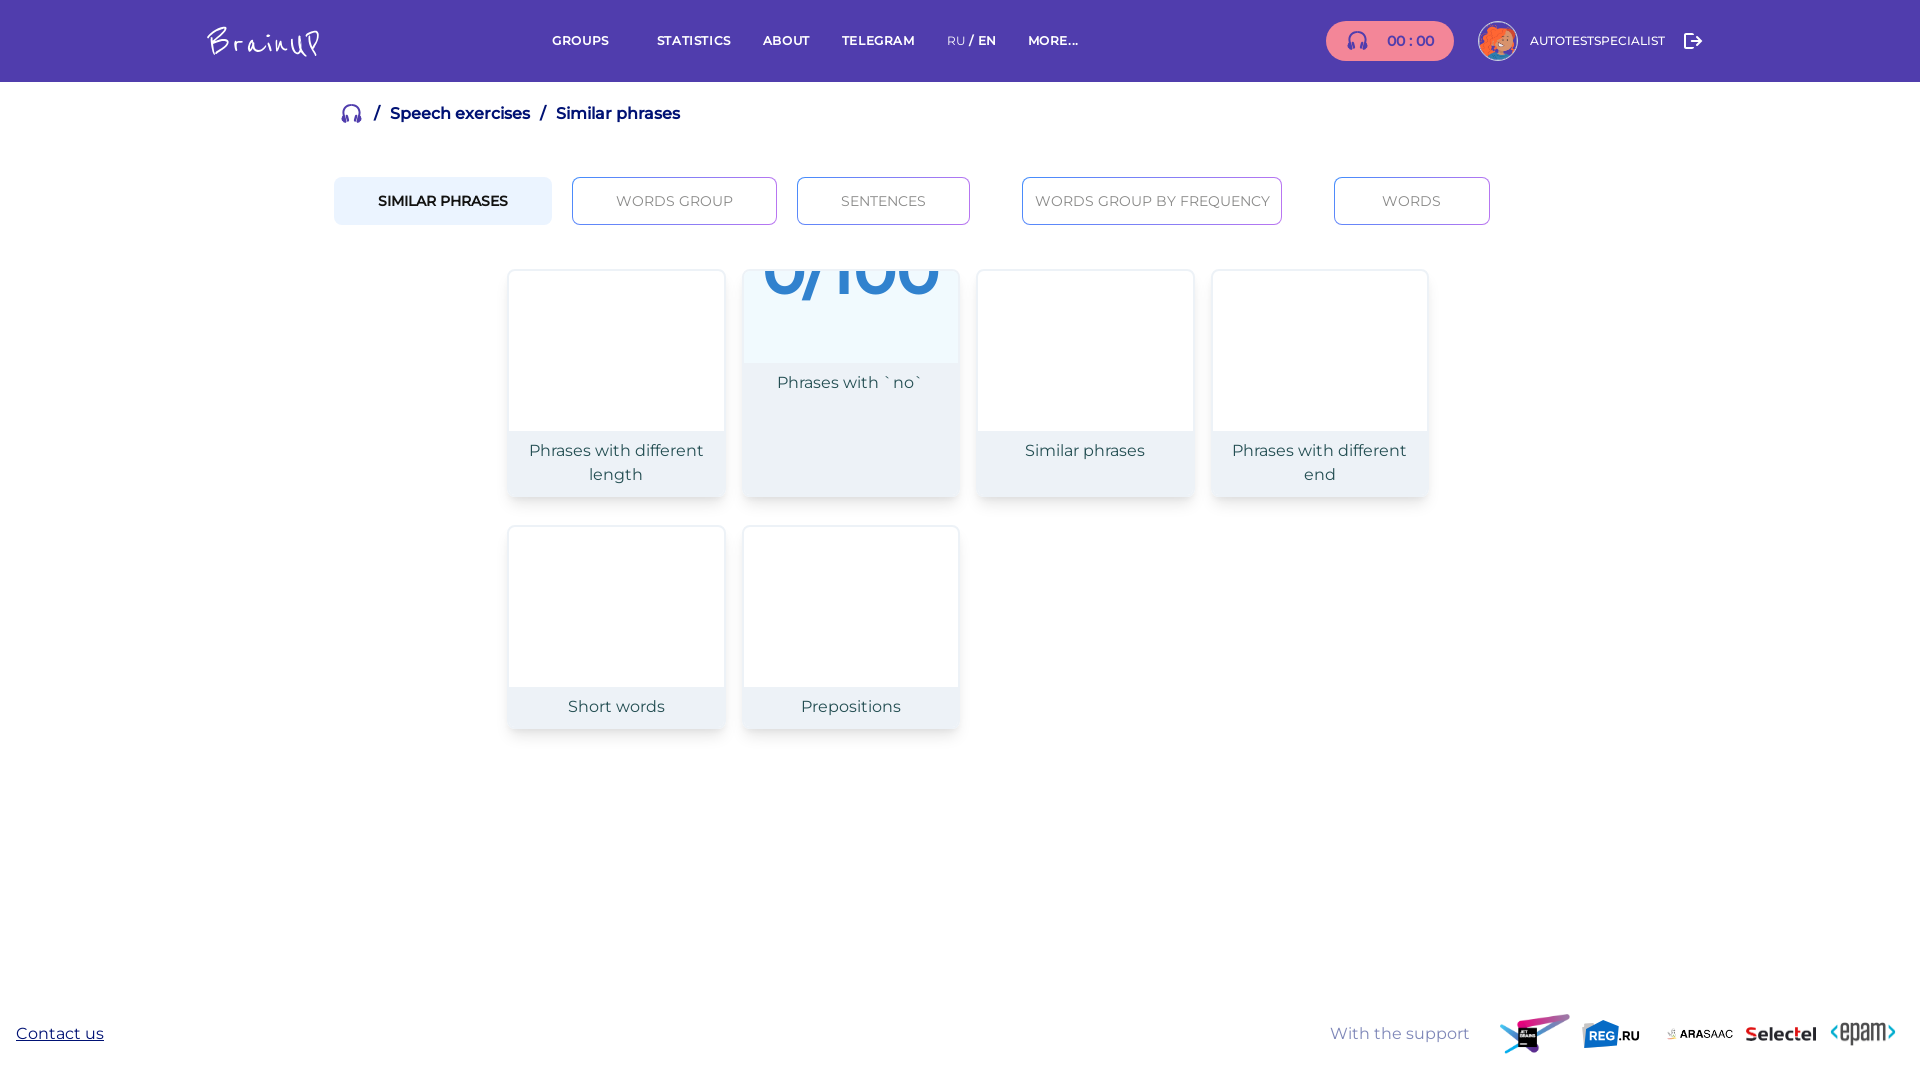 BrainUP GROUPS STATISTICS ABOUT TELEGRAM RU / EN MORE... 00 : 00 AUTOTESTSPECIALIST
/ Speech exercises / Similar phrases
SIMILAR PHRASES WORDS GROUP SENTENCES WORDS GROUP BY FREQUENCY WORDS
0/100
Phrases with different
length
Phrases with `no`
Similar phrases
Phrases with different
end
Short words
Prepositions
Contact us
With the support
REG.RU
ARASAAC
Selectel
<epam>